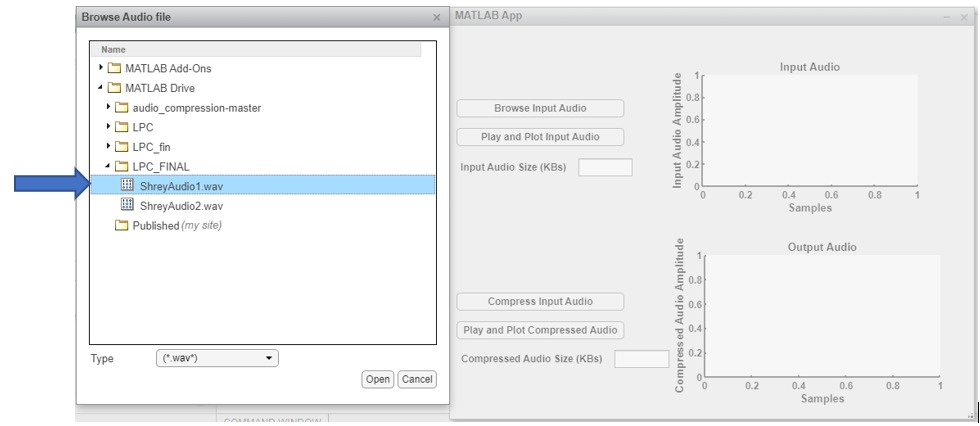 Browse Audio file
Name
MATLAB Add-Ons
MATLAB Drive
audio_compression-master
LPC
LPC_fin
LPC_FINAL
ShreyAudio1.wav
ShreyAudio2.wav
Published (my site)
Type
(*.wav*)
Open
Cancel
MATLAB App
Browse Input Audio
Play and Plot Input Audio
Input Audio Size (KBs)
Input Audio
Input Audio Amplitude
1
0.8
0.6
0.4
0.2
0
0 0.2 0.4 0.6 0.8 1
Samples
Compress Input Audio
Play and Plot Compressed Audio
Compressed Audio Size (KBs)
Output Audio
Compressed Audio Amplitude
1
0.8
0.6
0.4
0.2
0
0 0.2 0.4 0.6 0.8 1
Samples
COMMAND WINDOW